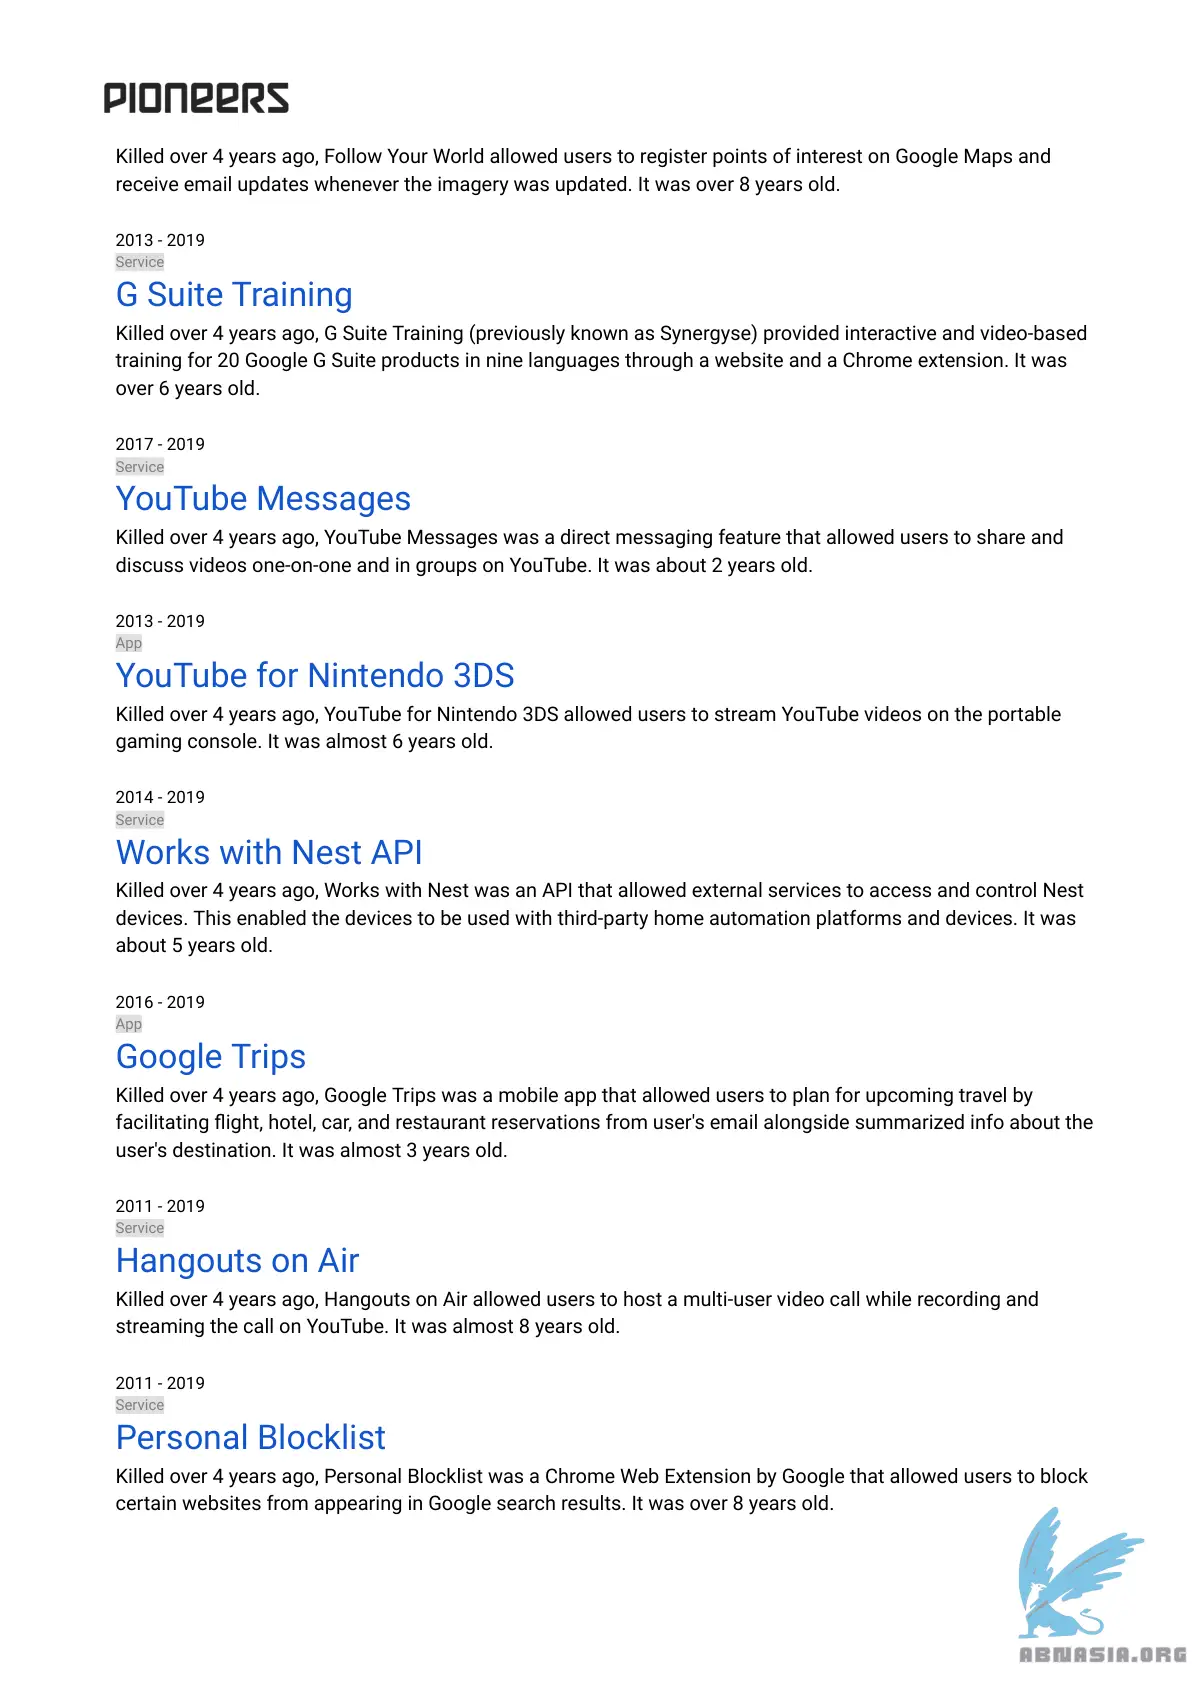 PIONEERS
Killed over 4 years ago, Follow Your World allowed users to register points of interest on Google Maps and
receive email updates whenever the imagery was updated. It was over 8 years old.
2013 - 2019
Service
G Suite Training
Killed over 4 years ago, G Suite Training (previously known as Synergyse) provided interactive and video-based
training for 20 Google G Suite products in nine languages through a website and a Chrome extension. It was
over 6 years old.
2017 - 2019
Service
YouTube Messages
Killed over 4 years ago, YouTube Messages was a direct messaging feature that allowed users to share and
discuss videos one-on-one and in groups on YouTube. It was about 2 years old.
2013 - 2019
App
YouTube for Nintendo 3DS
Killed over 4 years ago, YouTube for Nintendo 3DS allowed users to stream YouTube videos on the portable
gaming console. It was almost 6 years old.
2014 - 2019
Service
Works with Nest API
Killed over 4 years ago, Works with Nest was an API that allowed external services to access and control Nest
devices. This enabled the devices to be used with third-party home automation platforms and devices. It was
about 5 years old.
2016 - 2019
App
Google Trips
Killed over 4 years ago, Google Trips was a mobile app that allowed users to plan for upcoming travel by
facilitating flight, hotel, car, and restaurant reservations from user's email alongside summarized info about the
user's destination. It was almost 3 years old.
2011 - 2019
Service
Hangouts on Air
Killed over 4 years ago, Hangouts on Air allowed users to host a multi-user video call while recording and
streaming the call on YouTube. It was almost 8 years old.
2011 - 2019
Service
Personal Blocklist
Killed over 4 years ago, Personal Blocklist was a Chrome Web Extension by Google that allowed users to block
certain websites from appearing in Google search results. It was over 8 years old.
ABNASIA.ORG